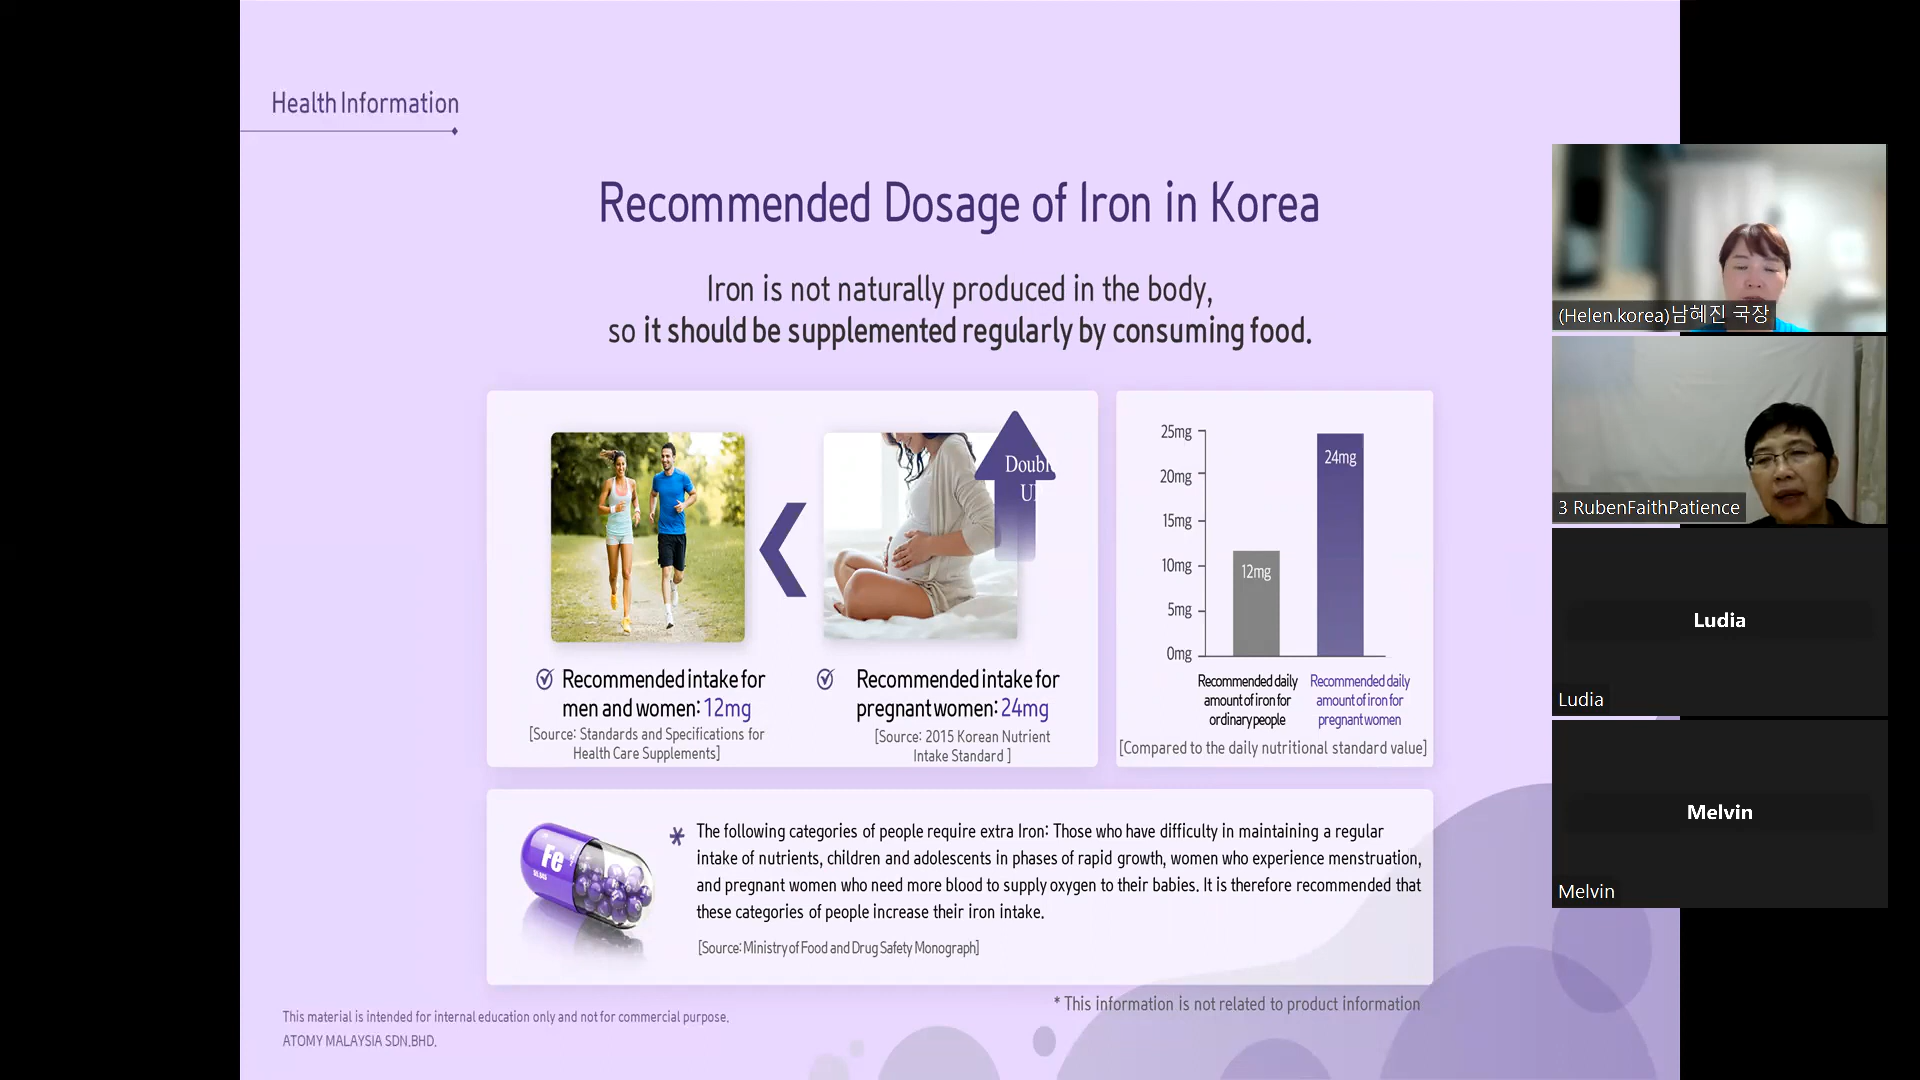 Health Information
Recommended Dosage of Iron in Korea
Iron is not naturally produced in the body,
so it should be supplemented regularly by consuming food.
Recommended intake for
men and women: 12mg
[Source: Standards and Specifications for
Health Care Supplements]
Recommended intake for
pregnant women: 24mg
[Source: 2015 Korean Nutrient
Intake Standard ]
25mg
20mg
15mg
10mg
5mg
0mg
12mg
24mg
Recommended daily
amount of iron for
ordinary people
Recommended daily
amount of iron for
pregnant women
[Compared to the daily nutritional standard value]
Fe
* The following categories of people require extra Iron: Those who have difficulty in maintaining a regular
intake of nutrients, children and adolescents in phases of rapid growth, women who experience menstruation,
and pregnant women who need more blood to supply oxygen to their babies. It is therefore recommended that
these categories of people increase their iron intake.
[Source: Ministry of Food and Drug Safety Monograph]
* This information is not related to product information
This material is intended for internal education only and not for commercial purpose.
ATOMY MALAYSIA SDN.BHD.
(Helen.korea)남혜진 국장
3 RubenFaithPatience
Ludia
Ludia
Melvin
Melvin